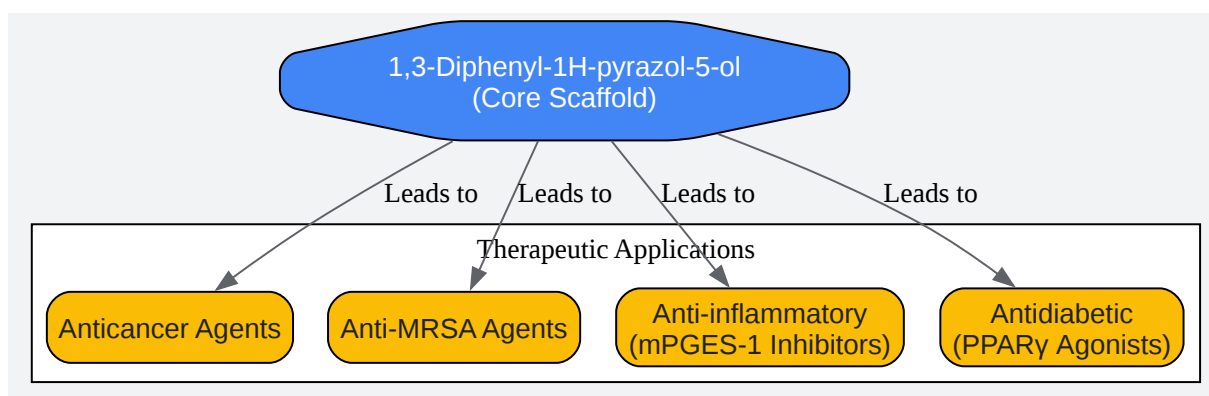 1,3-Diphenyl-1H-pyrazol-5-ol
(Core Scaffold)
Leads to
Leads to
Leads to
Leads to
Therapeutic Applications
Anticancer Agents
Anti-MRSA Agents
Anti-inflammatory
(mPGES-1 Inhibitors)
Antidiabetic
(PPARγ Agonists)